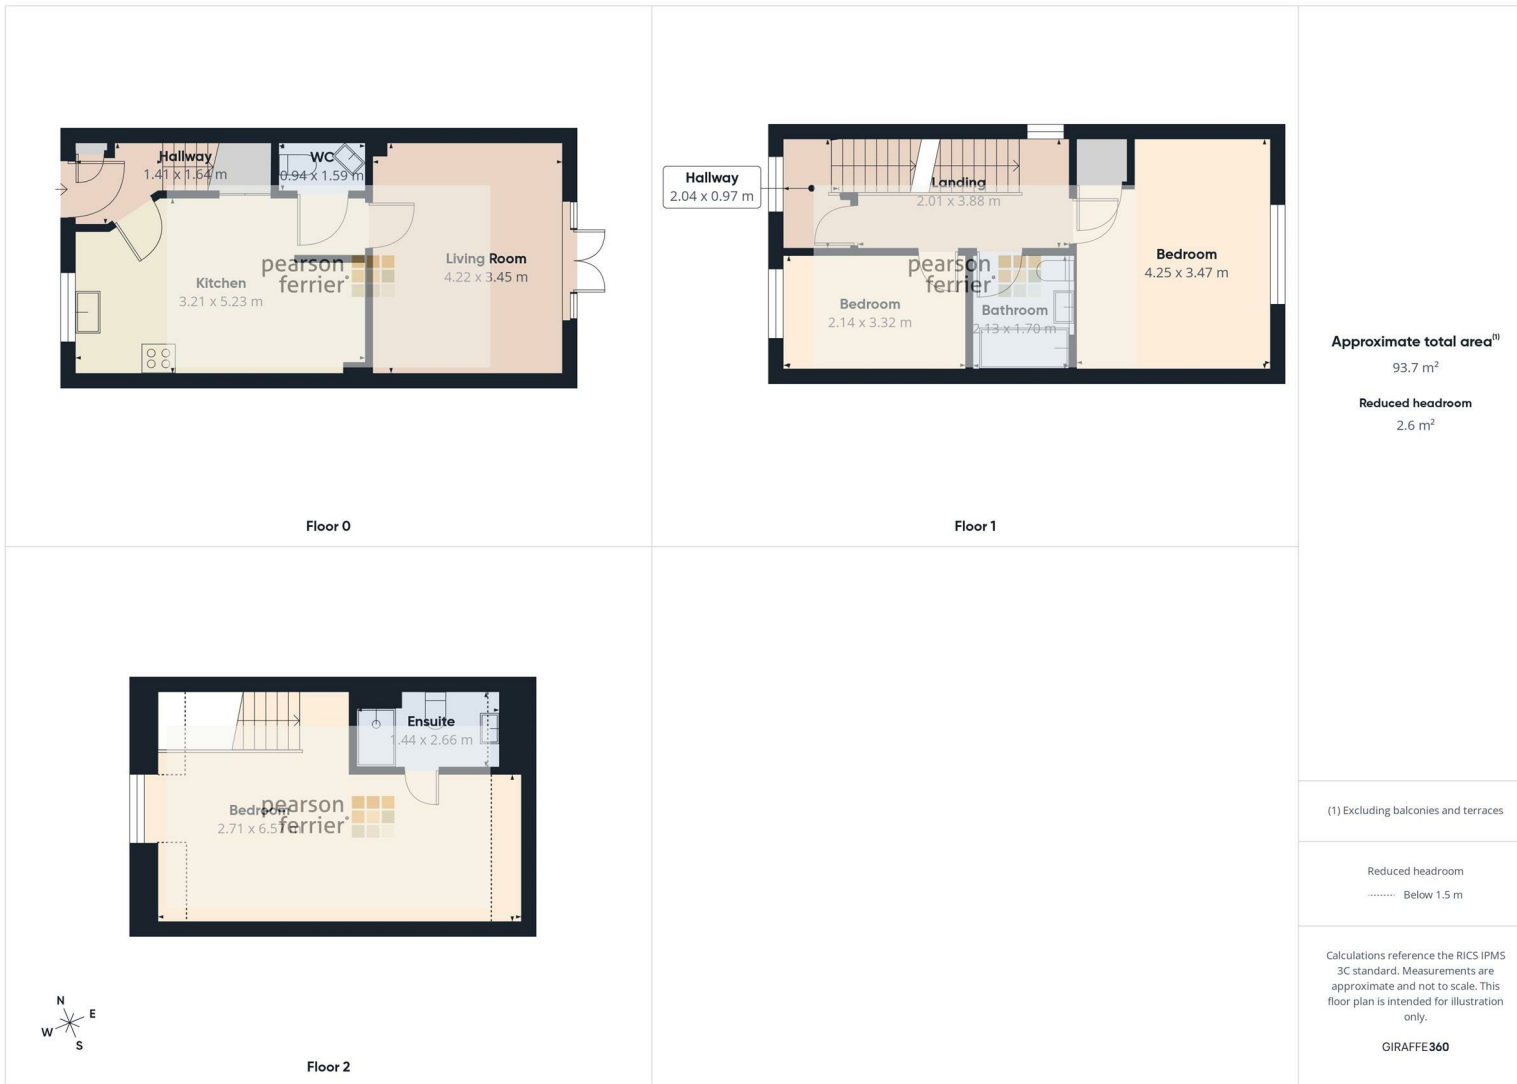 Hallway
1.41 x 1.64 m
WC
0.94 x 1.59 m
Kitchen
3.21 x 5.23 m
Living Room
4.22 x 3.45 m
pearson
ferrier
Floor 0
Hallway
2.04 x 0.97 m
Landing
2.01 x 3.88 m
Bedroom
4.25 x 3.47 m
Bedroom
2.14 x 3.32 m
Bathroom
2.13 x 1.70 m
pearson
ferrier
Floor 1
Ensuite
1.44 x 2.66 m
Bedroom
2.71 x 6.57 m
pearson
ferrier
N
E
W
S
Floor 2
Approximate total area(1)
93.7 m²
Reduced headroom
2.6 m²
(1) Excluding balconies and terraces
Reduced headroom
Below 1.5 m
Calculations reference the RICS IPMS
3C standard. Measurements are
approximate and not to scale. This
floor plan is intended for illustration
only.
GIRAFFE360